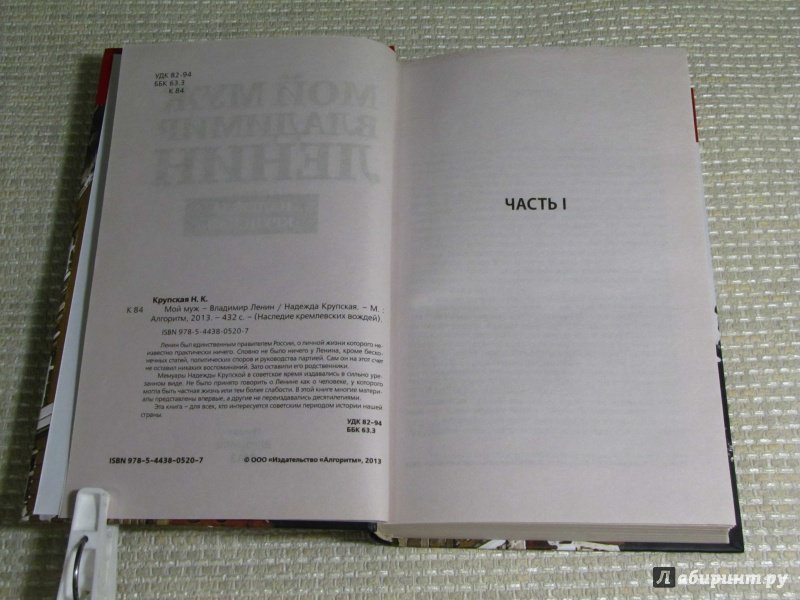 УДК 82-94
ББК 63.3
К 84
Крупская Н. К.
К 84 Мой муж – Владимир Ленин / Надежда Крупская. – М. :
Алгоритм, 2013. – 432 с. – (Наследие кремлевских вождей).
ISBN 978-5-4438-0520-7
Ленин был единственным правителем России, о личной жизни которого не-
известно практически ничего. Словно не было ничего у Ленина, кроме беско-
нечных статей, политических споров и руководства партией. Сам он на этот счет
не оставил никаких воспоминаний. Зато оставили его родственники.
Мемуары Надежды Крупской в советское время издавались в сильно уре-
занном виде. Не было принято говорить о Ленине как о человеке, у которого
могла быть частная жизнь или тем более слабости. В этой книге многие матери-
алы представлены впервые, а другие не переиздавались десятилетиями.
Эта книга – для всех, кто интересуется советским периодом истории нашей
страны.
УДК 82–94
ББК 63.3
ISBN 978–5–4438–0520–7
© ООО «Издательство «Алгоритм», 2013
МОЙ МУЖ
ВЛАДИМИР
ЛЕНИН
ЧАСТЬ I
Лабиринт.ру